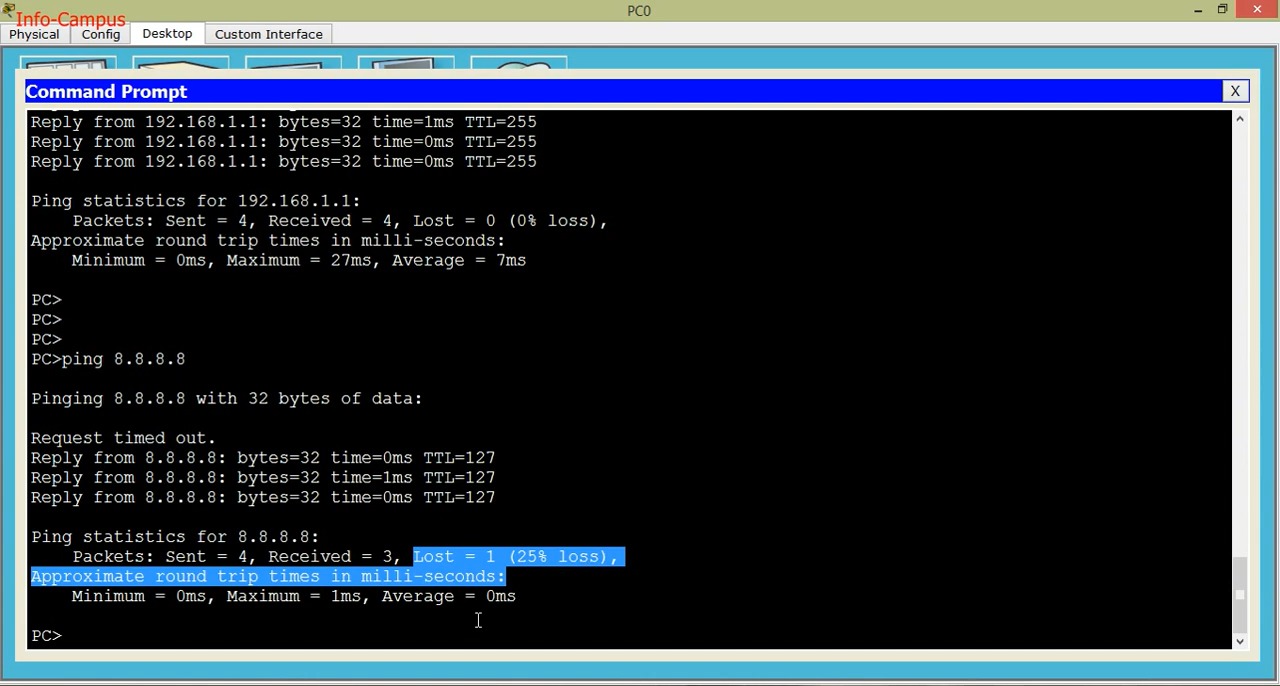 PC0
Info-Campus
Physical Config Desktop Custom Interface
Command Prompt X
Reply from 192.168.1.1: bytes=32 time=1ms TTL=255
Reply from 192.168.1.1: bytes=32 time=0ms TTL=255
Reply from 192.168.1.1: bytes=32 time=0ms TTL=255
Ping statistics for 192.168.1.1:
Packets: Sent = 4, Received = 4, Lost = 0 (0% loss),
Approximate round trip times in milli-seconds:
Minimum = 0ms, Maximum = 27ms, Average = 7ms
PC>
PC>
PC>
PC>ping 8.8.8.8
Pinging 8.8.8.8 with 32 bytes of data:
Request timed out.
Reply from 8.8.8.8: bytes=32 time=0ms TTL=127
Reply from 8.8.8.8: bytes=32 time=1ms TTL=127
Reply from 8.8.8.8: bytes=32 time=0ms TTL=127
Ping statistics for 8.8.8.8:
Packets: Sent = 4, Received = 3, Lost = 1 (25% loss),
Approximate round trip times in milli-seconds:
Minimum = 0ms, Maximum = 1ms, Average = 0ms
PC>